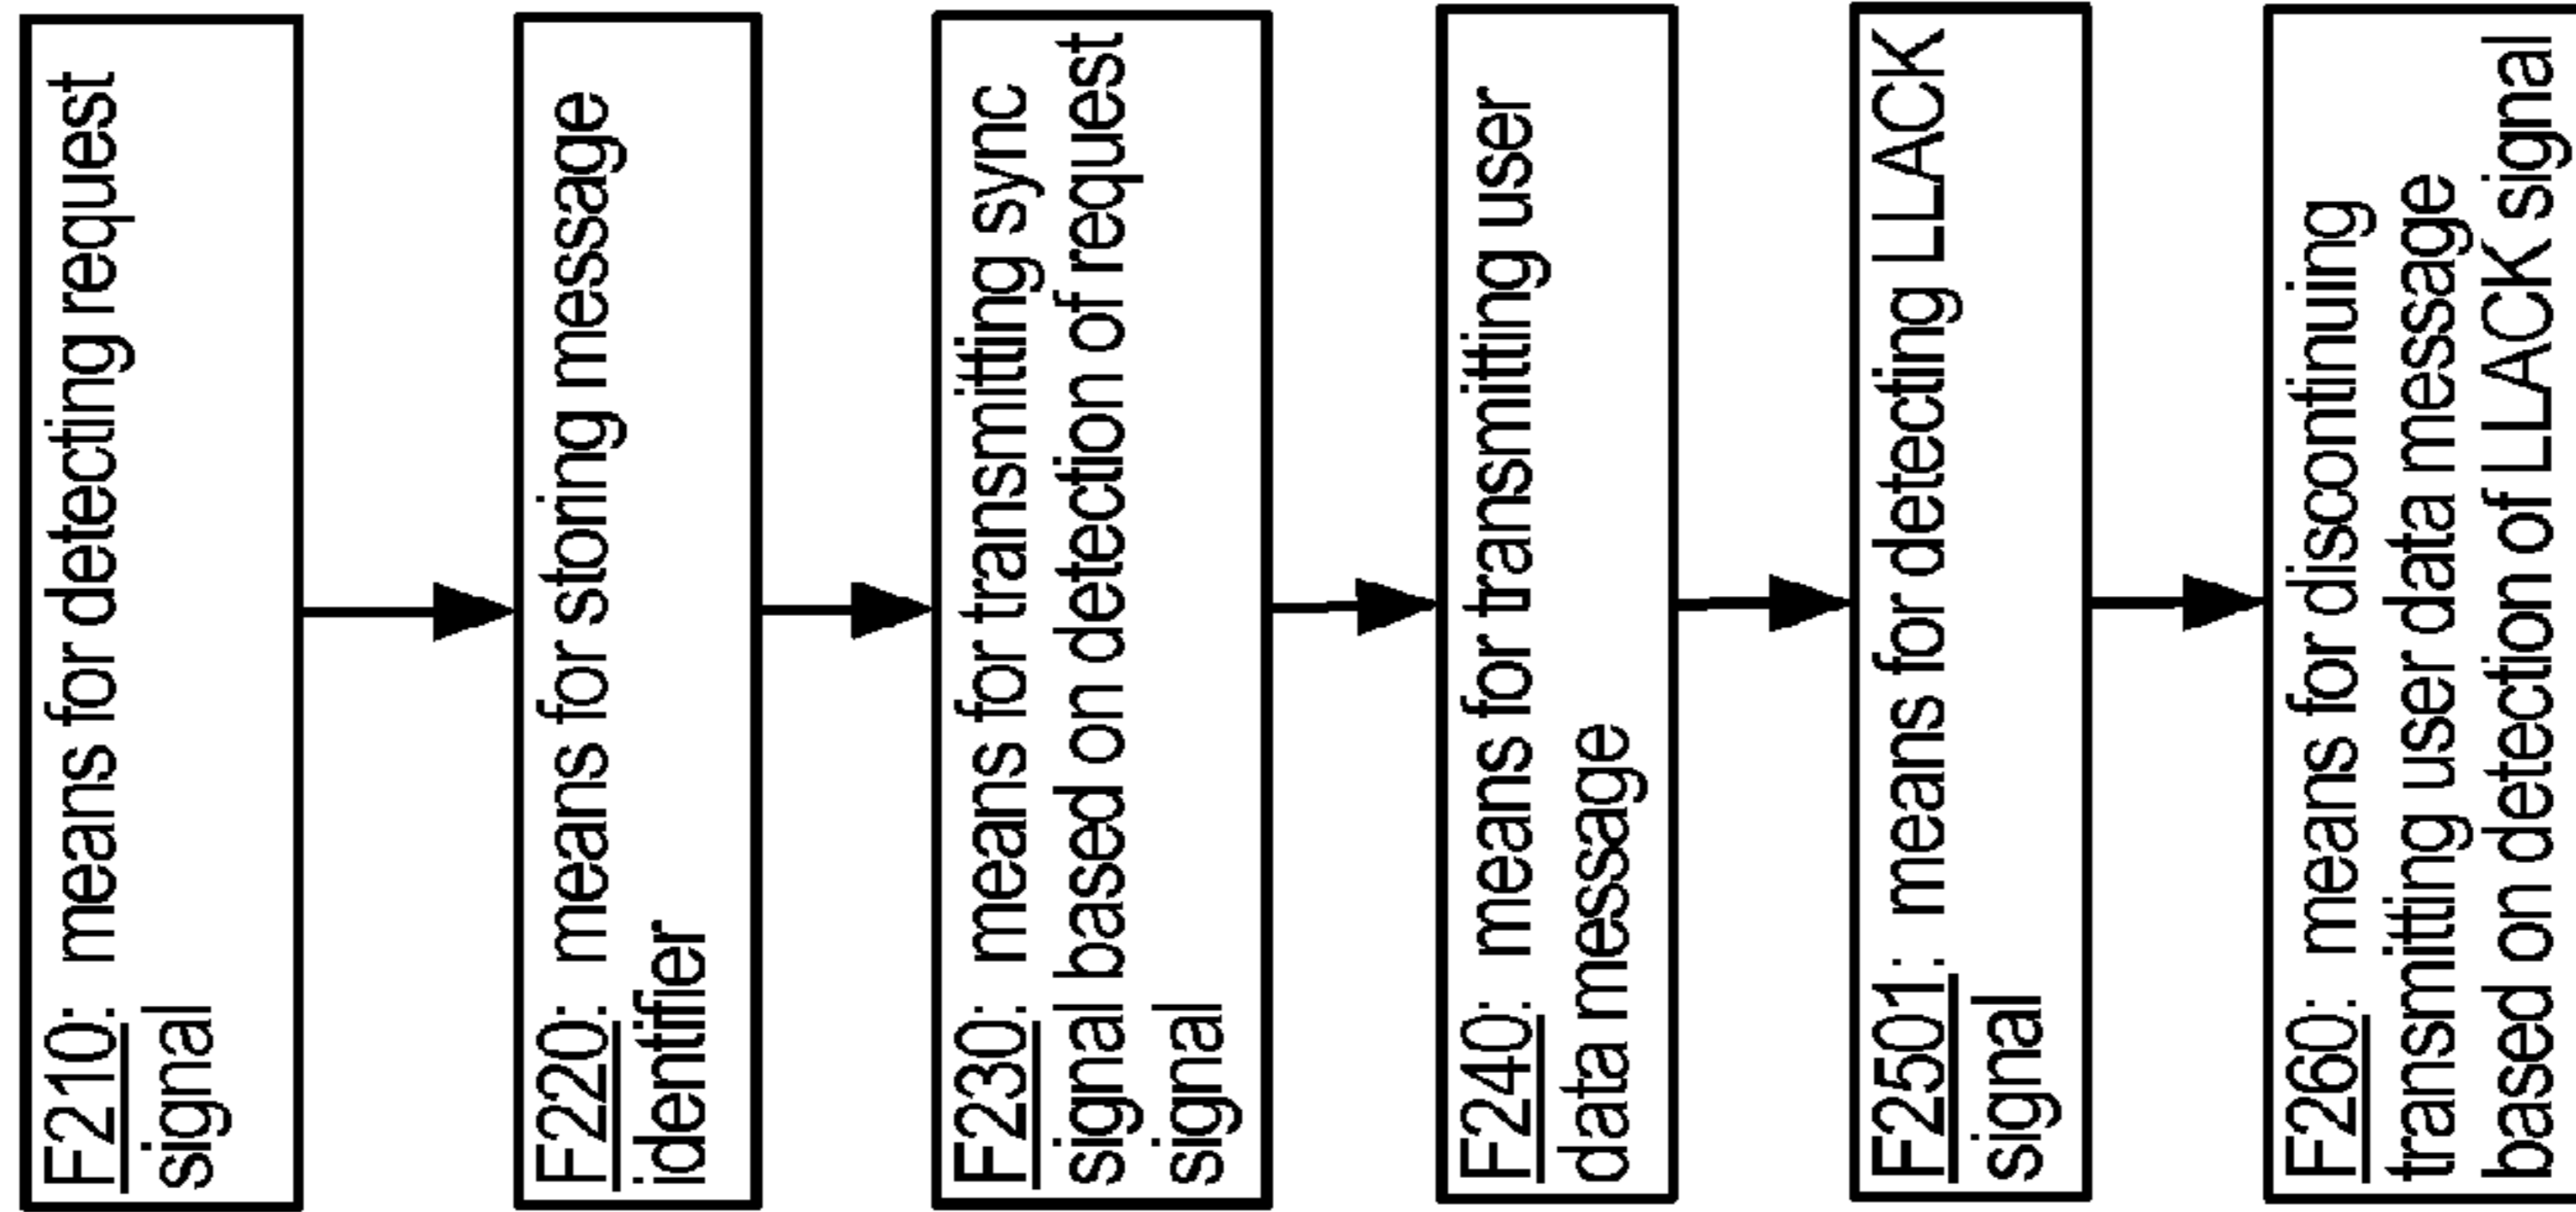 F210: means for detecting request
signal
F220: means for storing message
identifier
F230: means for transmitting sync
signal based on detection of request
signal
F240: means for transmitting user
data message
F2501: means for detecting LLACK
signal
F260: means for discontinuing
transmitting user data message
based on detection of LLACK signal